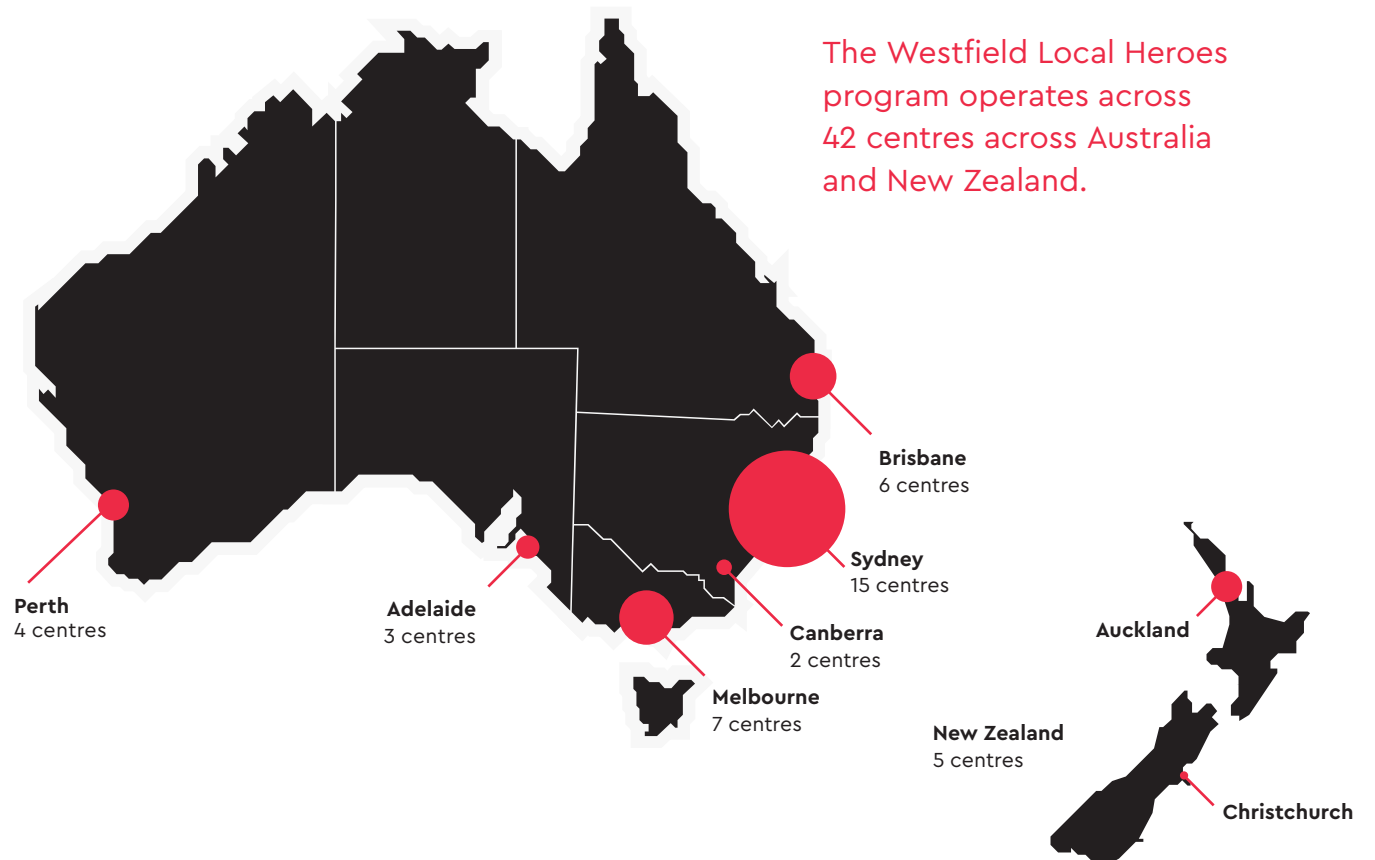 The Westfield Local Heroes
program operates across
42 centres across Australia
and New Zealand.
Brisbane
6 centres
Sydney
15 centres
Perth
4 centres
Adelaide
3 centres
Canberra
2 centres
Auckland
Melbourne
7 centres
New Zealand
5 centres
Christchurch